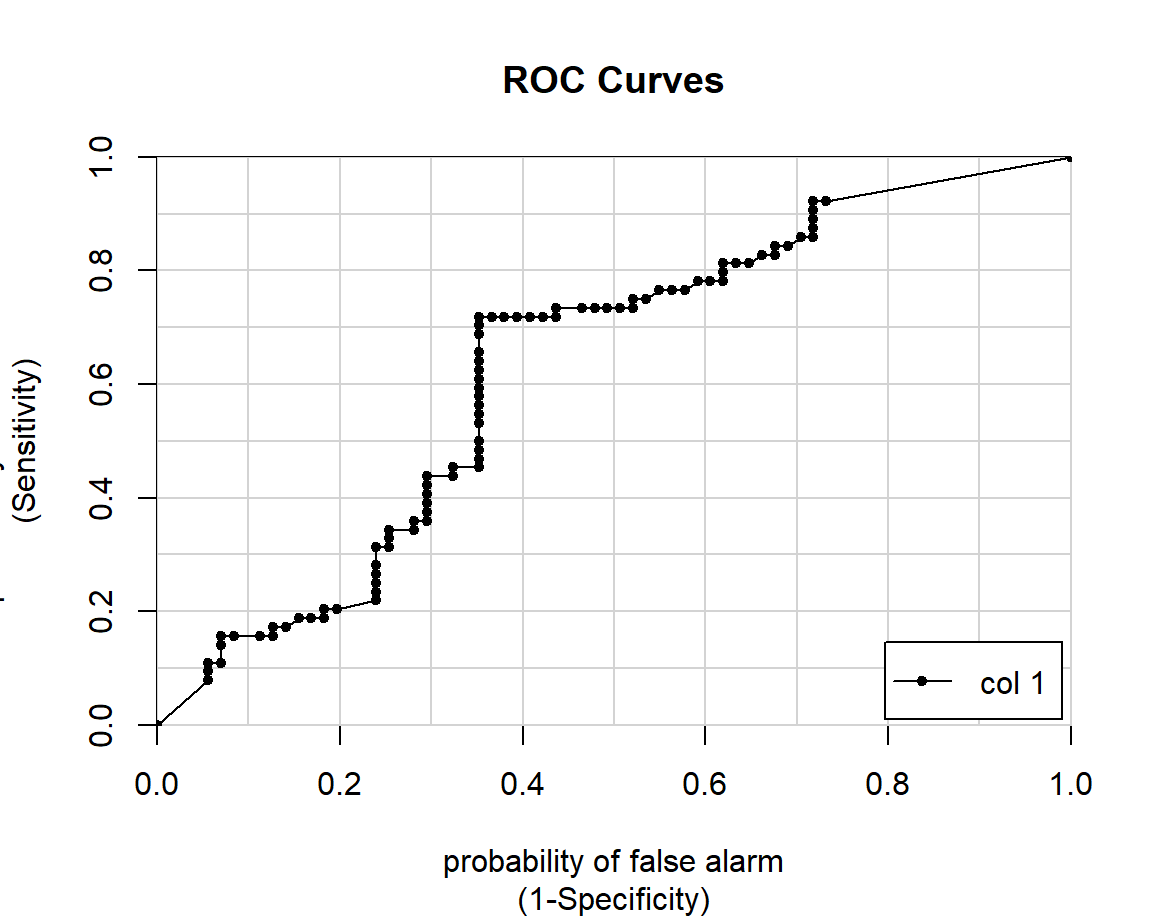 ROC Curves
1.0
0.8
0.6
0.4
0.2
0.0
(Sensitivity)
col 1
0.0 0.2 0.4 0.6 0.8 1.0
probability of false alarm
(1-Specificity)